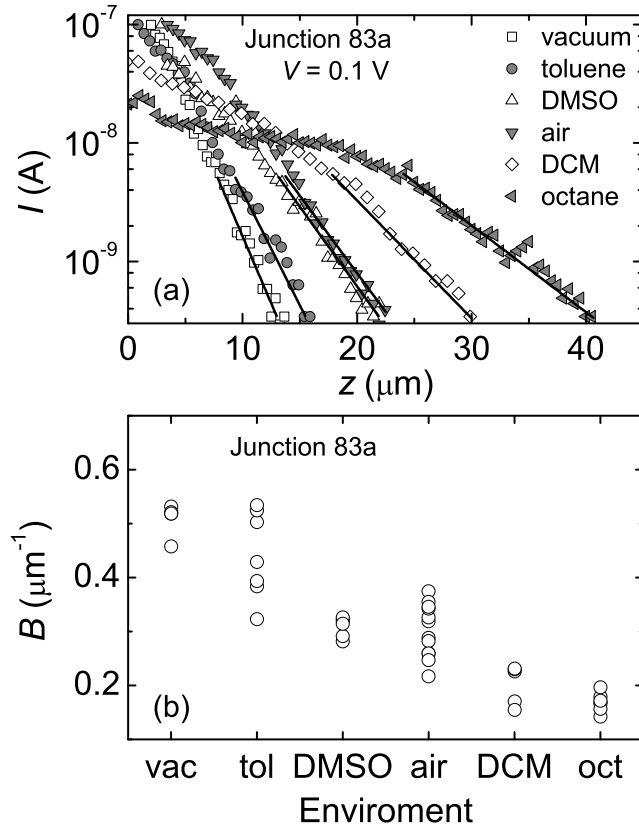 10⁻⁷
10⁻⁸
10⁻⁹
I (A)
Junction 83a
V = 0.1 V
vacuum
toluene
DMSO
air
DCM
octane
(a)
0 10 20 30 40
z (μm)
Junction 83a
0.6
0.4
0.2
B (μm⁻¹)
(b)
vac tol DMSO air DCM oct
Enviroment